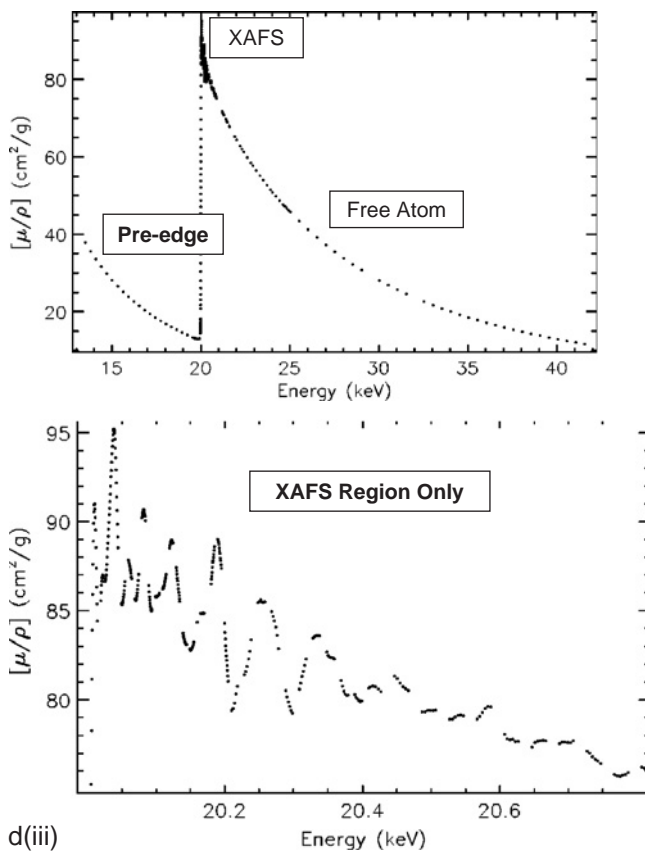 XAFS
80
60
40
20
[μ/ρ] (cm²/g)
Pre-edge
Free Atom
15 20 25 30 35 40
Energy (keV)
95
90
85
80
[μ/ρ] (cm²/g)
XAFS Region Only
20.2 20.4 20.6
d(iii) Energy (keV)